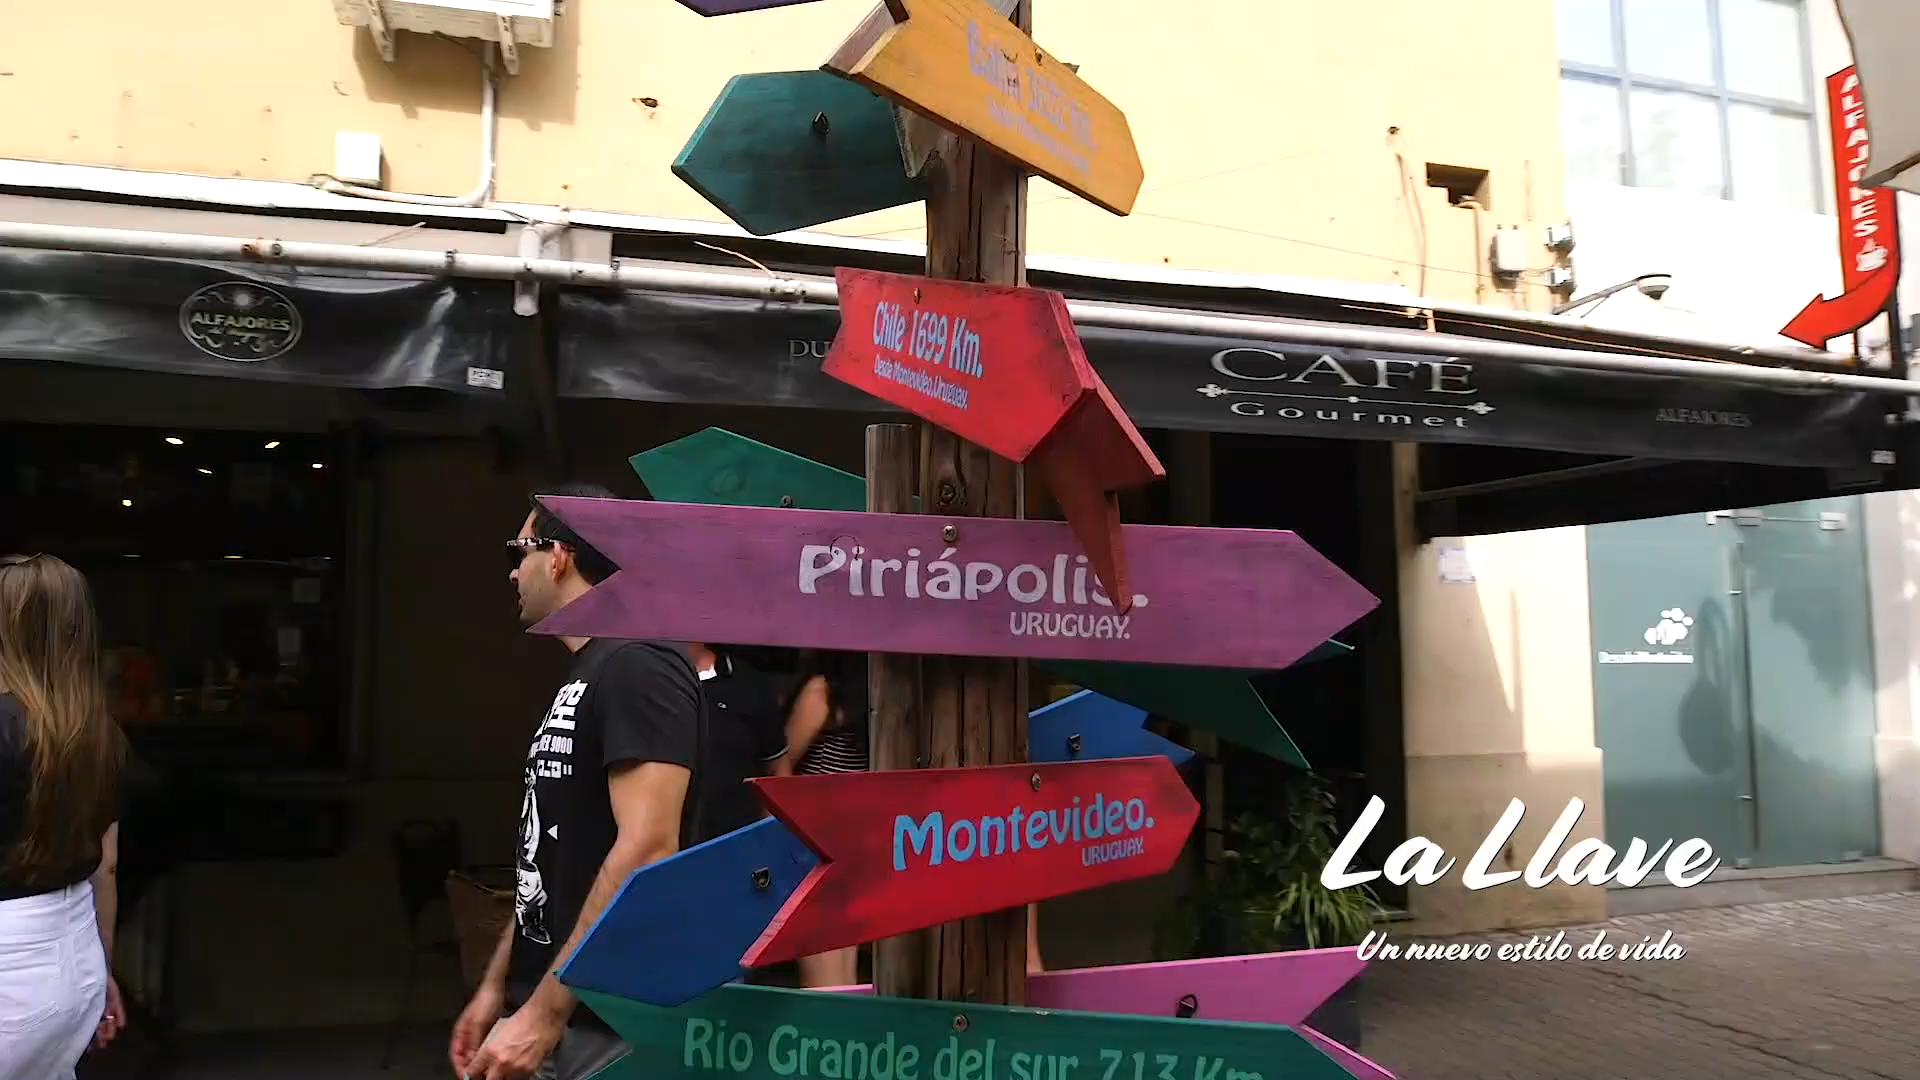 ALFAJORES
ALFAJORES
Chile 1699 Km.
Desde Montevideo.Uruguay.
CAFÉ
Gourmet
ALFAJORES
Piriápolis.
URUGUAY.
Montevideo.
URUGUAY.
La Llave
Un nuevo estilo de vida
Rio Grande del sur 713 Km